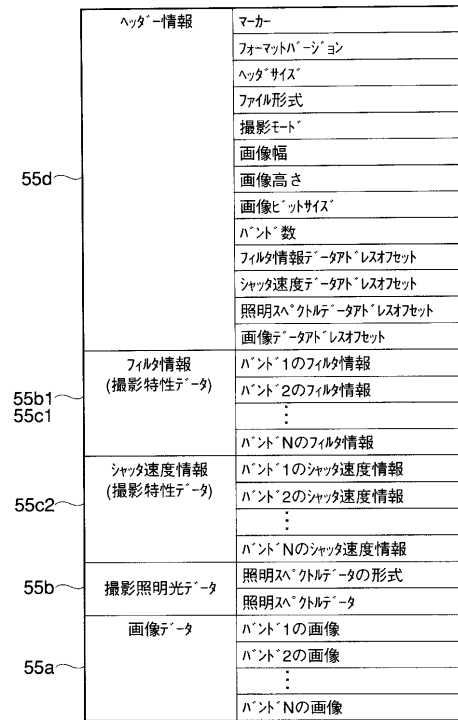 ﾍｯﾀﾞｰ情報 ﾏｰｶｰ
ﾌｫｰﾏｯﾄﾊﾞｰｼﾞｮﾝ
ﾍｯﾀﾞｻｲｽﾞ
ﾌｧｲﾙ形式
撮影ﾓｰﾄﾞ
画像幅
55d 画像高さ
画像ﾋﾞｯﾄｻｲｽﾞ
ﾊﾞﾝﾄﾞ数
ﾌｨﾙﾀ情報ﾃﾞｰﾀｱﾄﾞﾚｽｵﾌｾｯﾄ
ｼｬｯﾀ速度ﾃﾞｰﾀｱﾄﾞﾚｽｵﾌｾｯﾄ
照明ｽﾍﾟｸﾄﾙﾃﾞｰﾀｱﾄﾞﾚｽｵﾌｾｯﾄ
画像ﾃﾞｰﾀｱﾄﾞﾚｽｵﾌｾｯﾄ
ﾌｨﾙﾀ情報 ﾊﾞﾝﾄﾞ1のﾌｨﾙﾀ情報
55b1 (撮影特性ﾃﾞｰﾀ) ﾊﾞﾝﾄﾞ2のﾌｨﾙﾀ情報
55c1 ⋮
ﾊﾞﾝﾄﾞNのﾌｨﾙﾀ情報
ｼｬｯﾀ速度情報 ﾊﾞﾝﾄﾞ1のｼｬｯﾀ速度情報
55c2 (撮影特性ﾃﾞｰﾀ) ﾊﾞﾝﾄﾞ2のｼｬｯﾀ速度情報
⋮
ﾊﾞﾝﾄﾞNのｼｬｯﾀ速度情報
55b 撮影照明光ﾃﾞｰﾀ 照明ｽﾍﾟｸﾄﾙﾃﾞｰﾀの形式
照明ｽﾍﾟｸﾄﾙﾃﾞｰﾀ
画像ﾃﾞｰﾀ ﾊﾞﾝﾄﾞ1の画像
55a ﾊﾞﾝﾄﾞ2の画像
⋮
ﾊﾞﾝﾄﾞNの画像